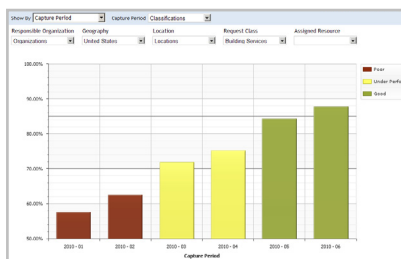 Show By Capture Period Capture Period Classifications
Responsible Organization Geography Location Request Class Assigned Resource
Organizations United States Locations Building Services
100.00%
90.00%
80.00%
70.00%
60.00%
50.00%
Poor
Under Perfo
Good
2010 - 01 2010 - 02 2010 - 03 2010 - 04 2010 - 05 2010 - 06
Capture Period